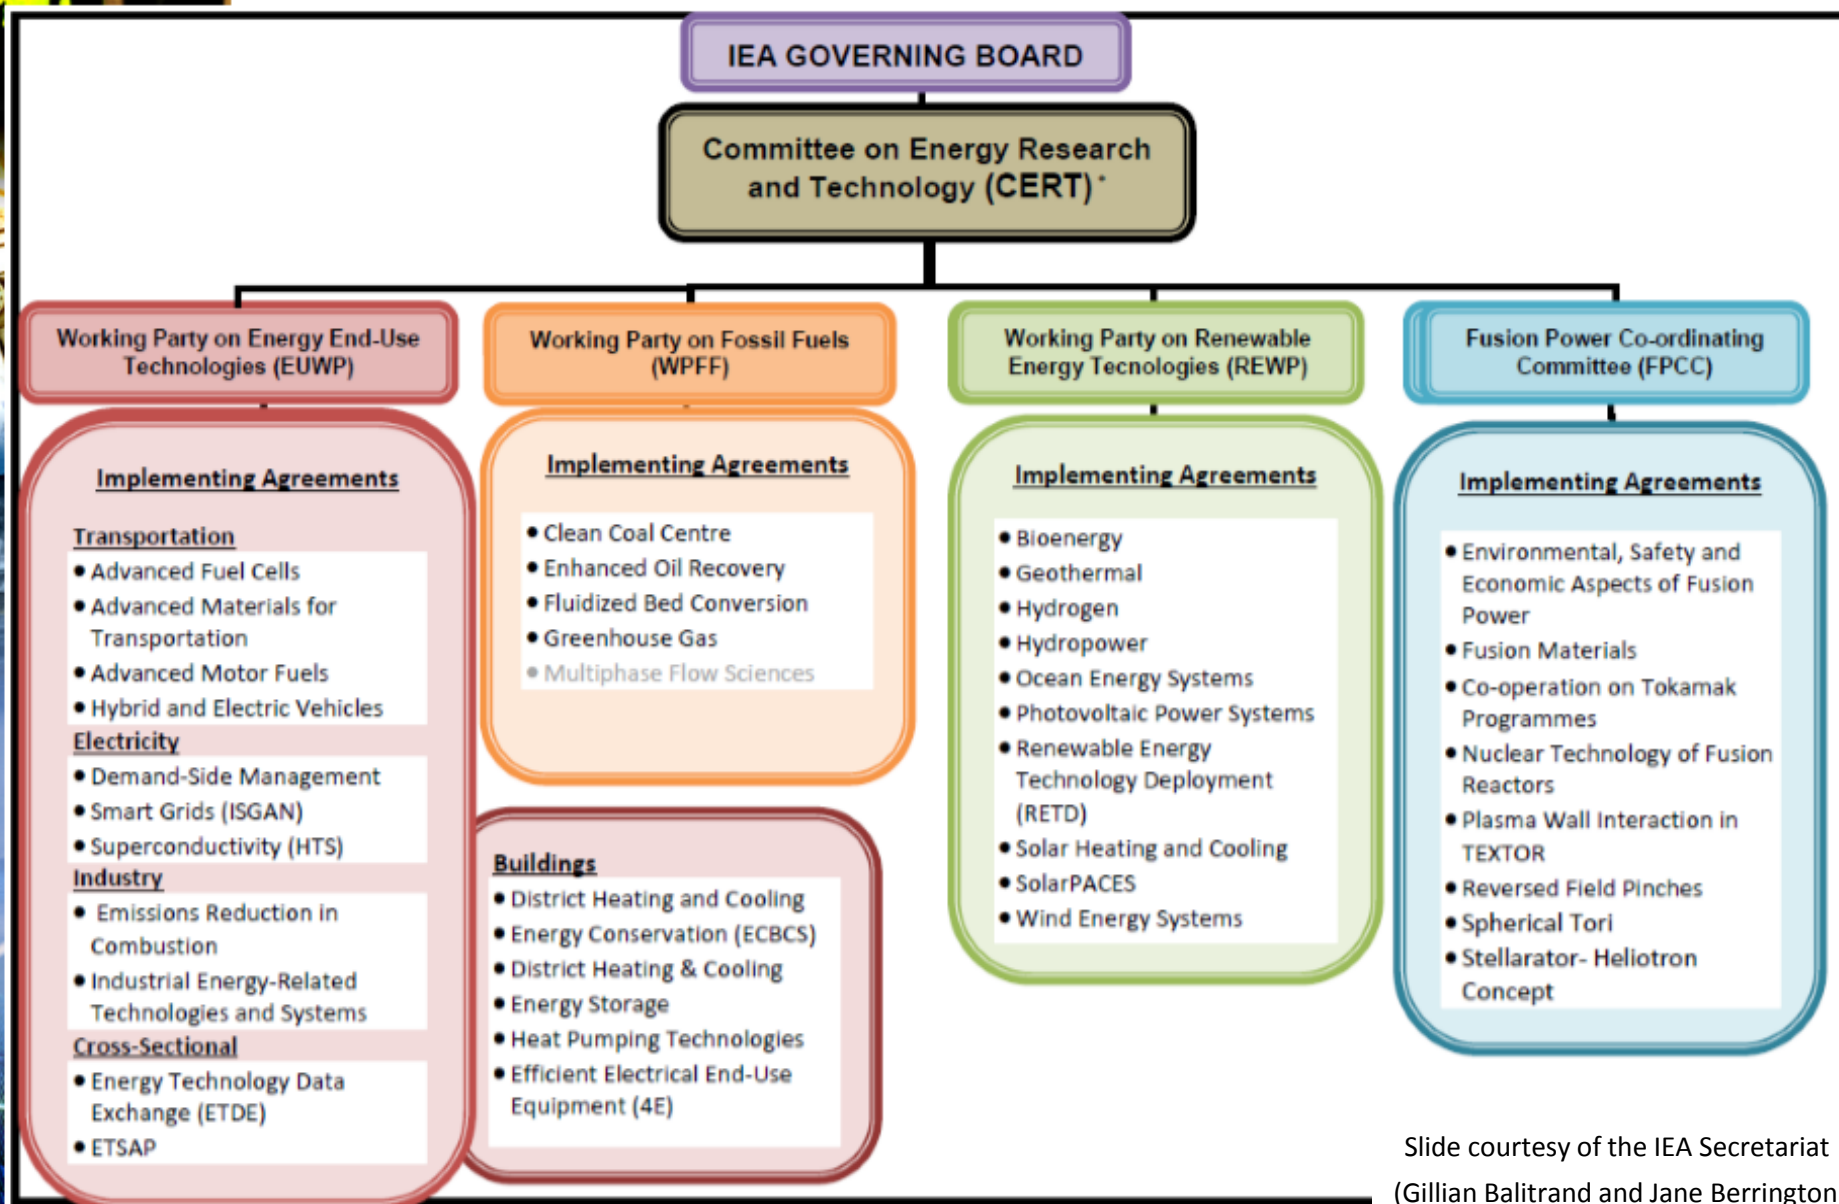 IEA GOVERNING BOARD
Committee on Energy Research
and Technology (CERT) *
Working Party on Energy End-Use
Technologies (EUWP)
Implementing Agreements
Transportation
• Advanced Fuel Cells
• Advanced Materials for
Transportation
• Advanced Motor Fuels
• Hybrid and Electric Vehicles
Electricity
• Demand-Side Management
• Smart Grids (ISGAN)
• Superconductivity (HTS)
Industry
• Emissions Reduction in
Combustion
• Industrial Energy-Related
Technologies and Systems
Cross-Sectional
• Energy Technology Data
Exchange (ETDE)
• ETSAP
Working Party on Fossil Fuels
(WPFF)
Implementing Agreements
• Clean Coal Centre
• Enhanced Oil Recovery
• Fluidized Bed Conversion
• Greenhouse Gas
• Multiphase Flow Sciences
Buildings
• District Heating and Cooling
• Energy Conservation (ECBCS)
• District Heating & Cooling
• Energy Storage
• Heat Pumping Technologies
• Efficient Electrical End-Use
Equipment (4E)
Working Party on Renewable
Energy Tecnologies (REWP)
Implementing Agreements
• Bioenergy
• Geothermal
• Hydrogen
• Hydropower
• Ocean Energy Systems
• Photovoltaic Power Systems
• Renewable Energy
Technology Deployment
(RETD)
• Solar Heating and Cooling
• SolarPACES
• Wind Energy Systems
Fusion Power Co-ordinating
Committee (FPCC)
Implementing Agreements
• Environmental, Safety and
Economic Aspects of Fusion
Power
• Fusion Materials
• Co-operation on Tokamak
Programmes
• Nuclear Technology of Fusion
Reactors
• Plasma Wall Interaction in
TEXTOR
• Reversed Field Pinches
• Spherical Tori
• Stellarator- Heliotron
Concept
Slide courtesy of the IEA Secretariat
(Gillian Balitrand and Jane Berrington